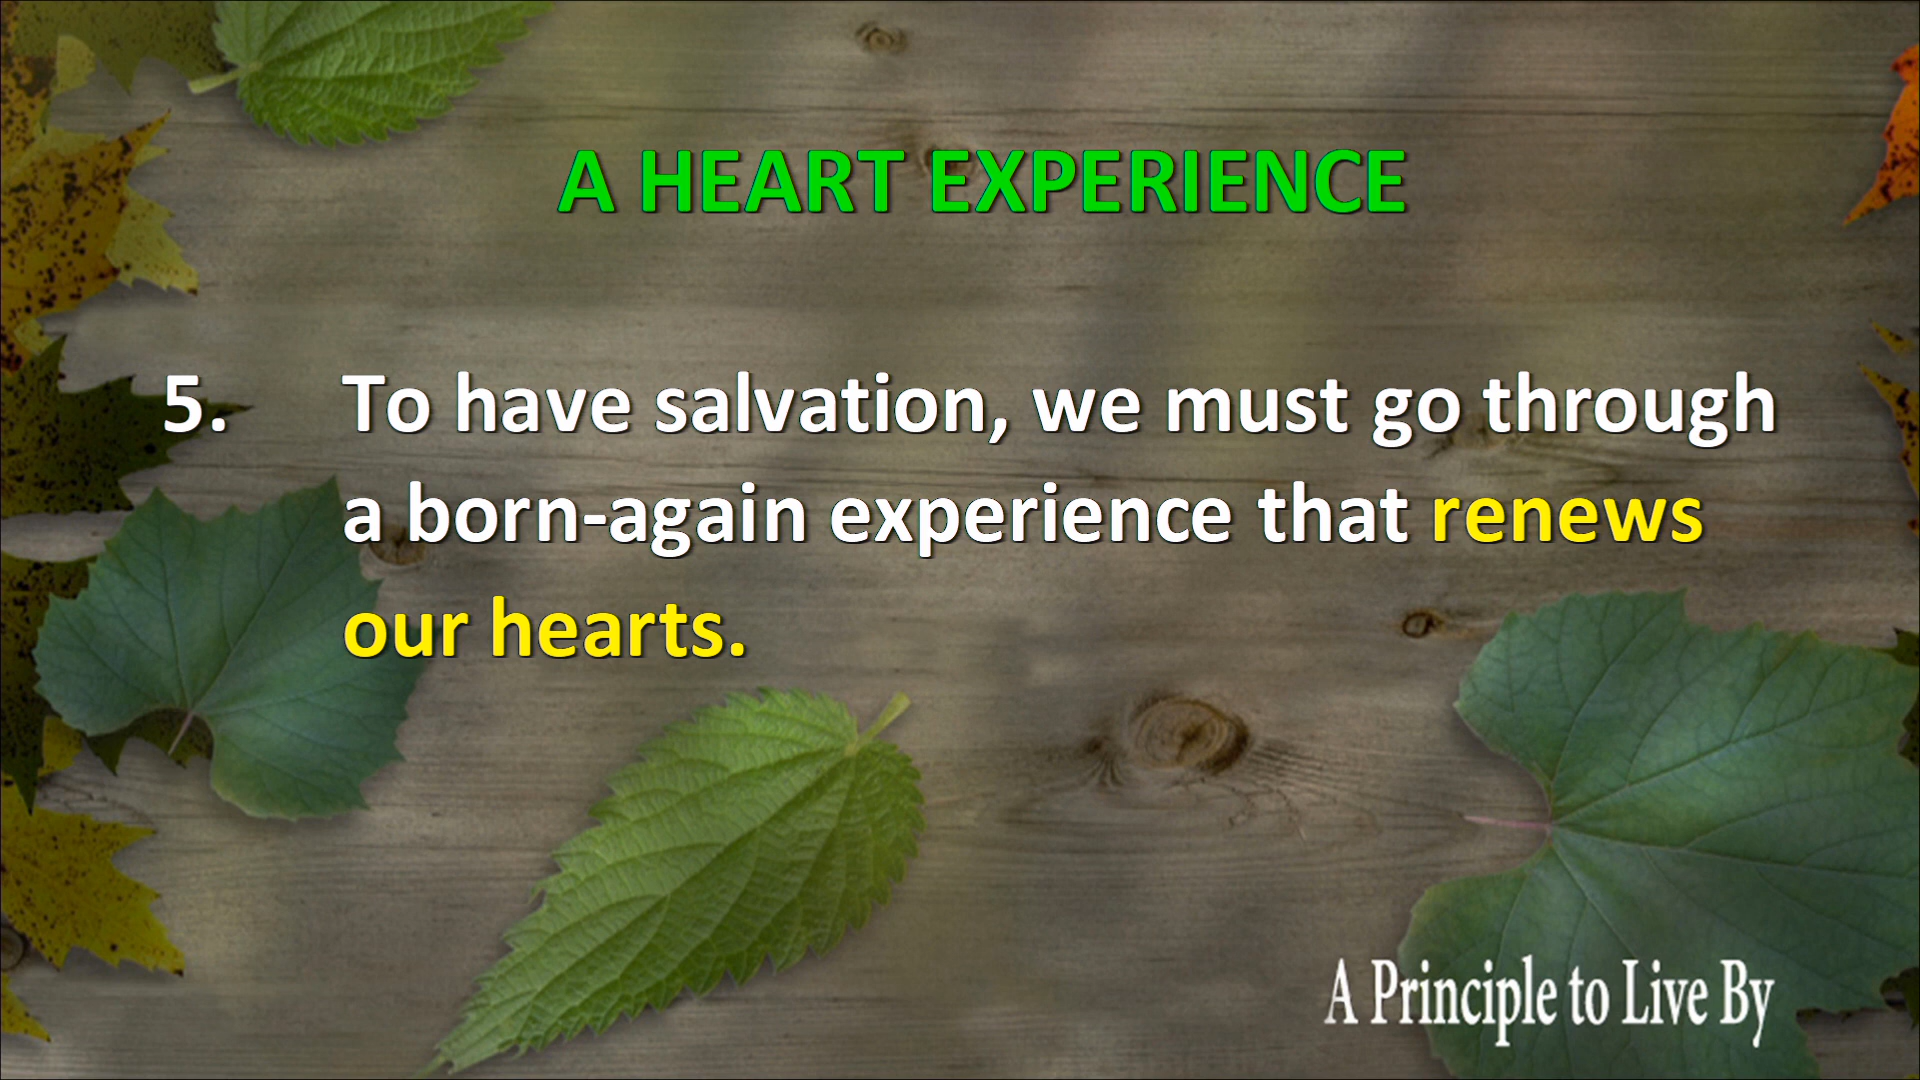 A HEART EXPERIENCE
5. To have salvation, we must go through
a born-again experience that renews
our hearts.
A Principle to Live By